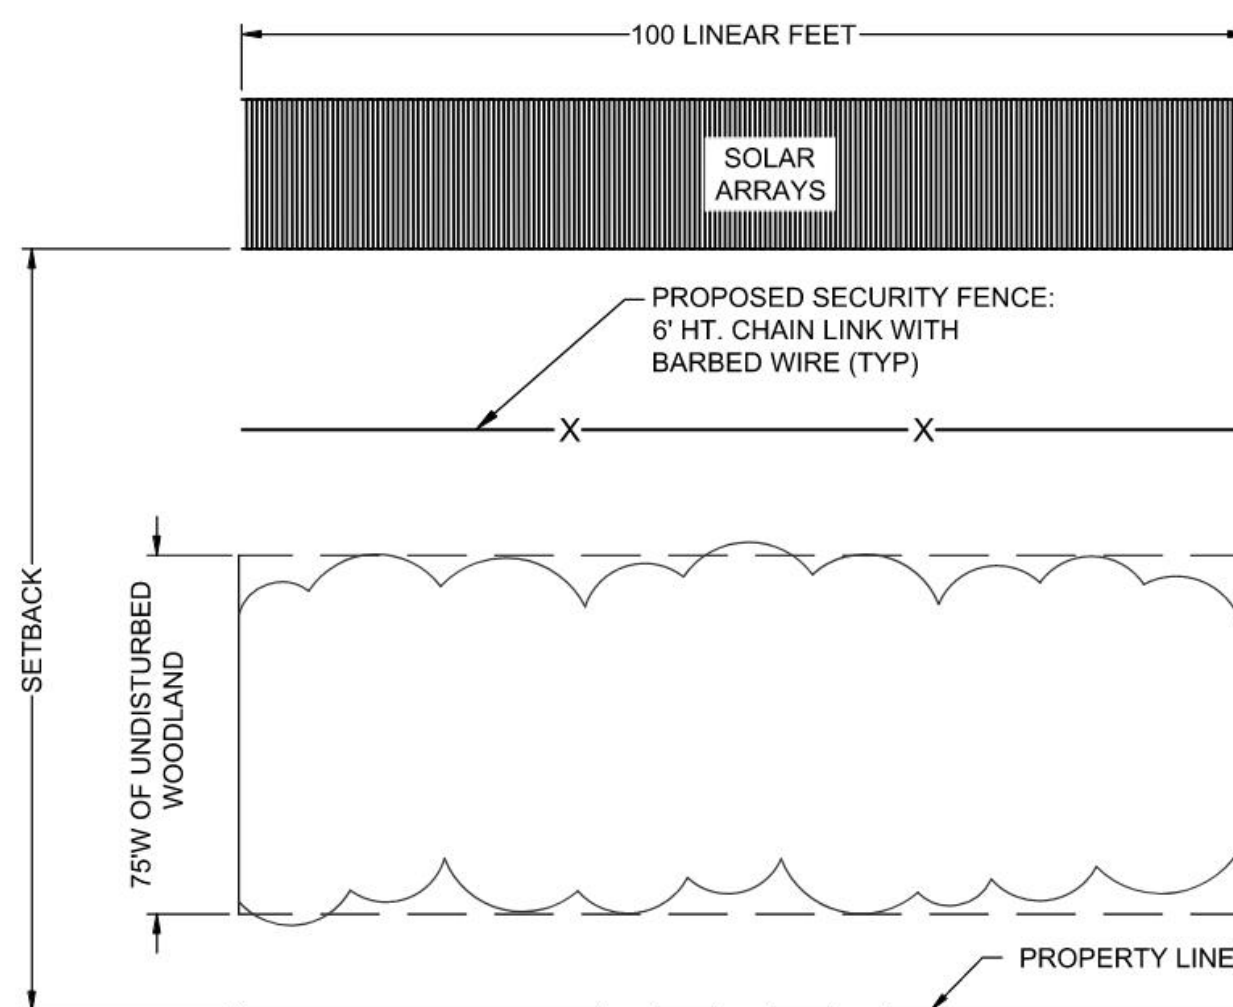 100 LINEAR FEET
SOLAR
ARRAYS
PROPOSED SECURITY FENCE:
6' HT. CHAIN LINK WITH
BARBED WIRE (TYP)
X
X
SETBACK
75'W OF UNDISTURBED
WOODLAND
PROPERTY LINE